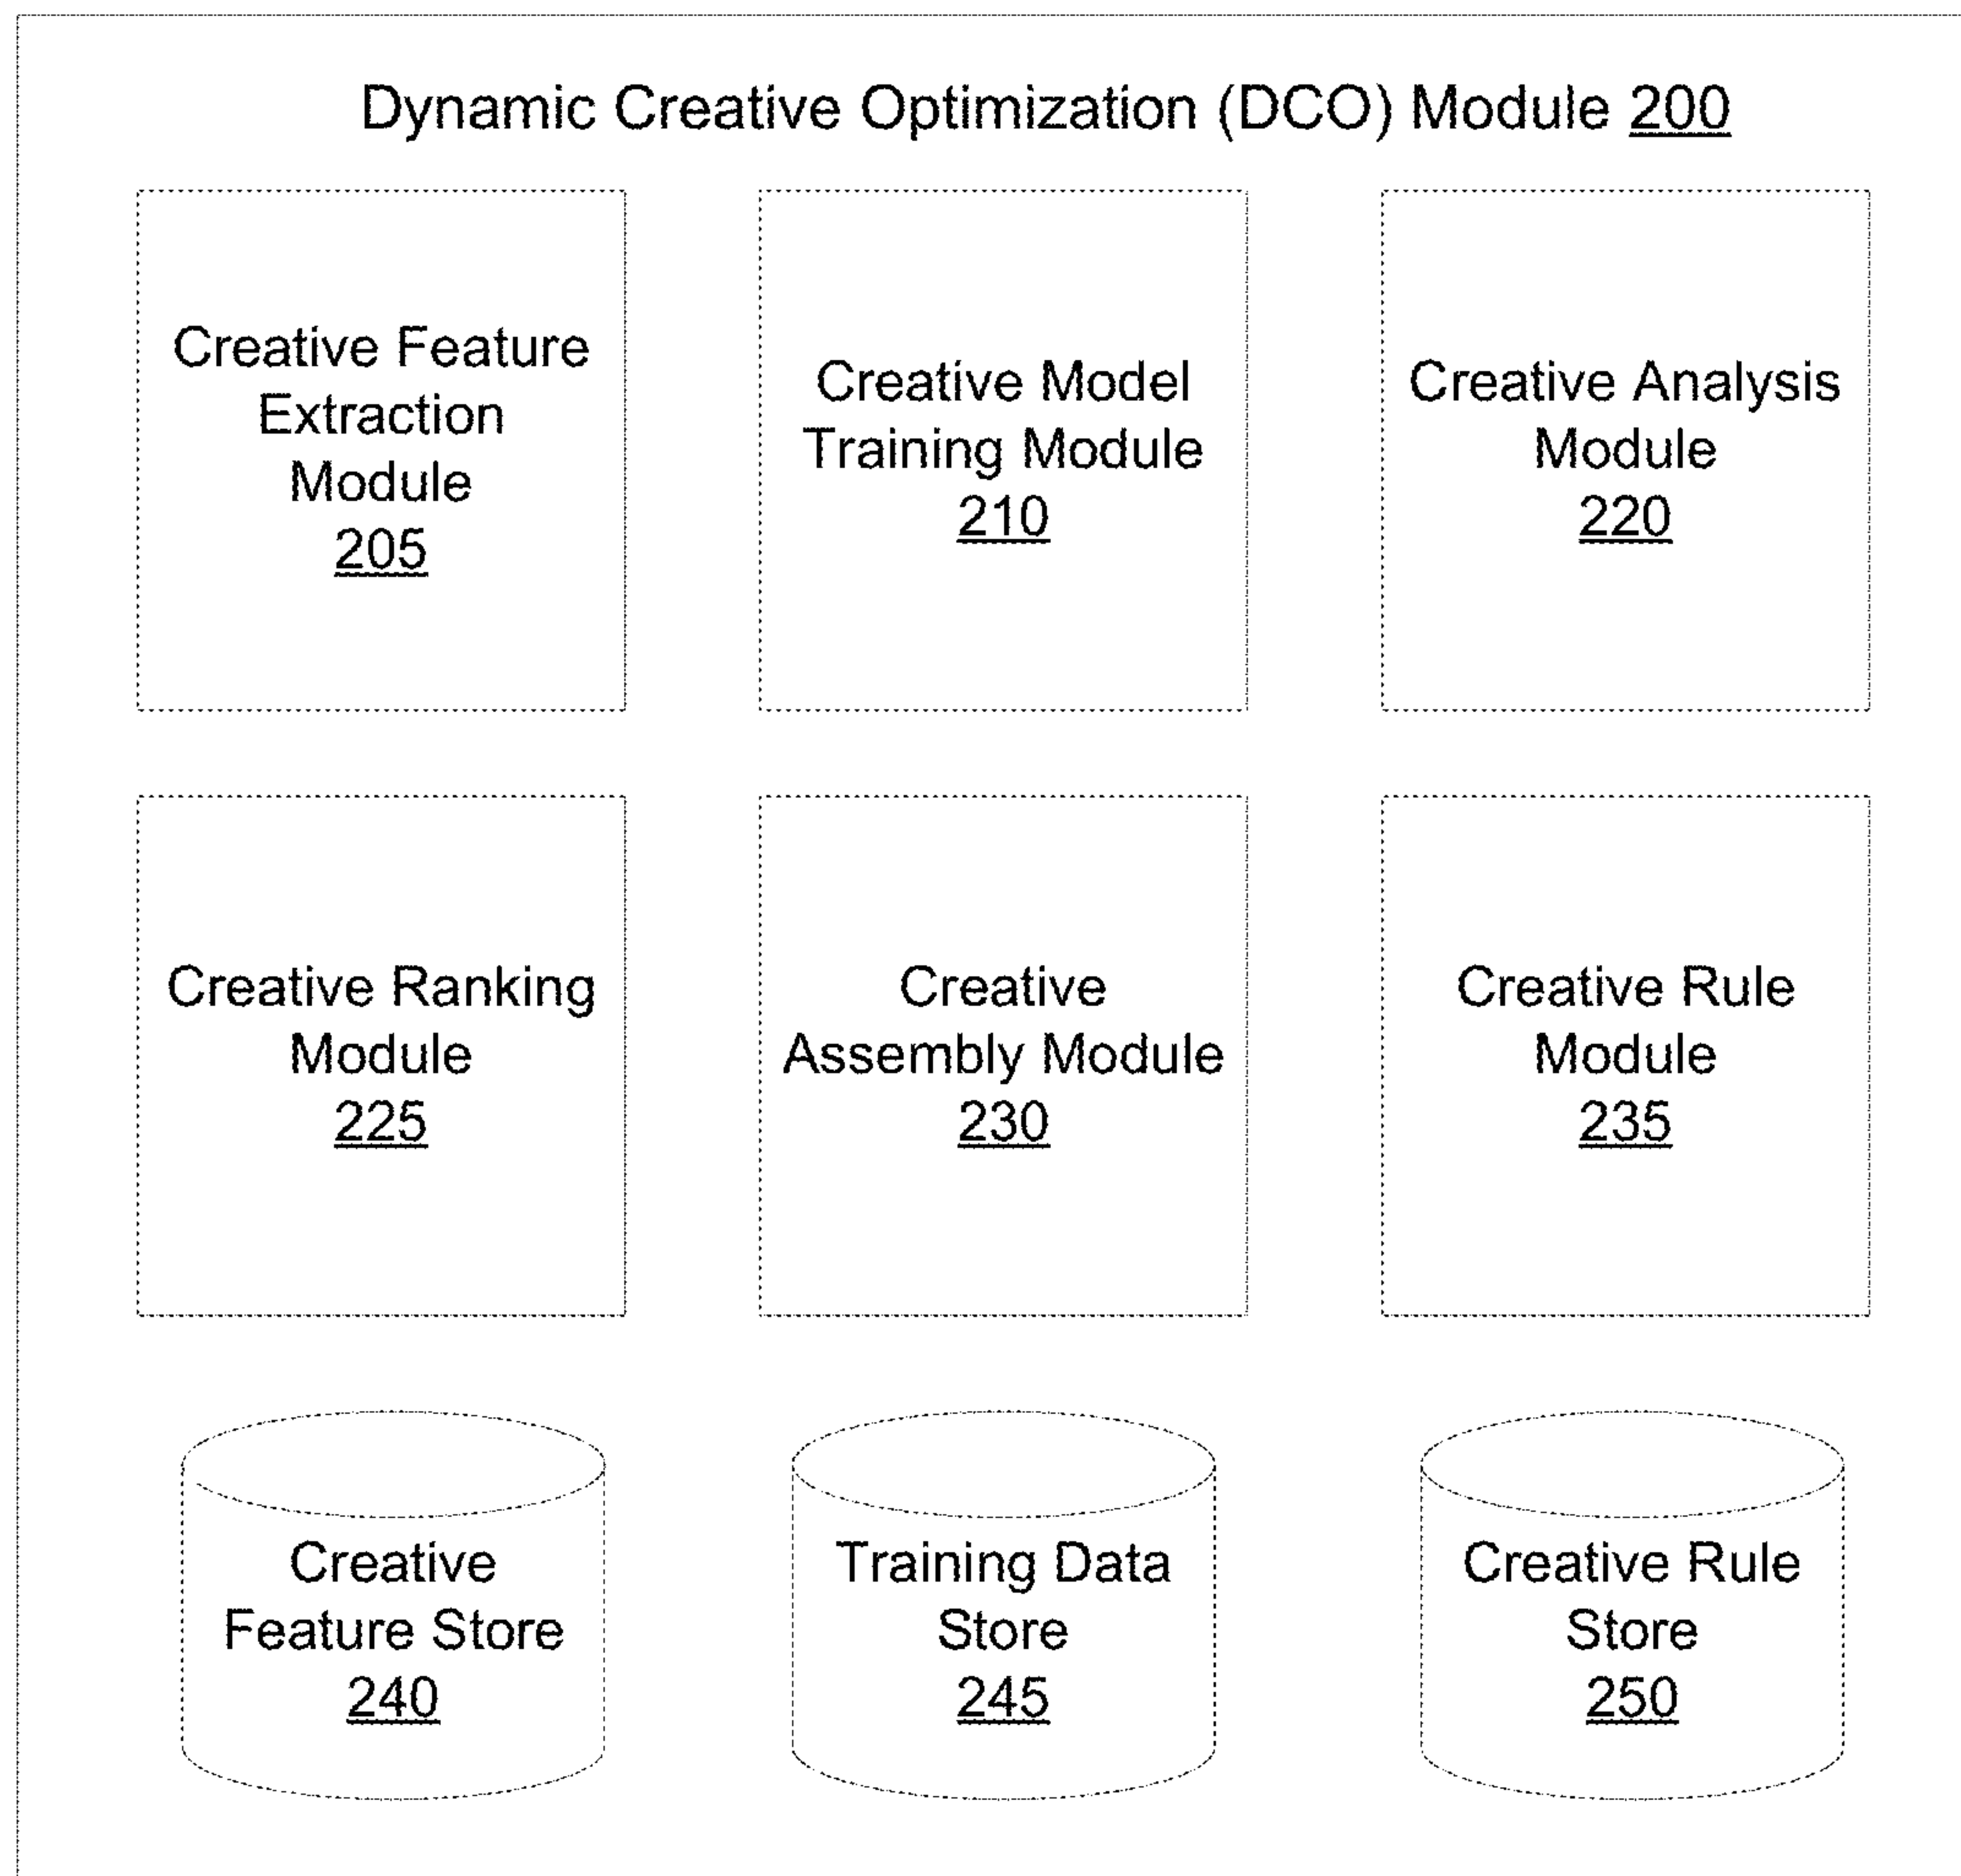 Dynamic Creative Optimization (DCO) Module 200
Creative Feature
Extraction
Module
205
Creative Model
Training Module
210
Creative Analysis
Module
220
Creative Ranking
Module
225
Creative
Assembly Module
230
Creative Rule
Module
235
Creative
Feature Store
240
Training Data
Store
245
Creative Rule
Store
250